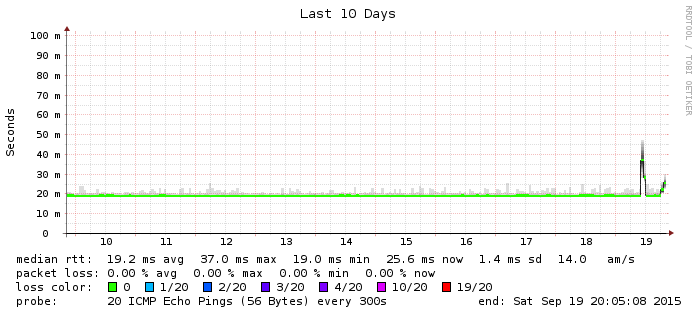 Last 10 Days
RRDTOOL / TOBI OETIKER
Seconds
100 m
90 m
80 m
70 m
60 m
50 m
40 m
30 m
20 m
10 m
0
10 11 12 13 14 15 16 17 18 19
median rtt: 19.2 ms avg 37.0 ms max 19.0 ms min 25.6 ms now 1.4 ms sd 14.0 am/s
packet loss: 0.00 % avg 0.00 % max 0.00 % min 0.00 % now
loss color: 0 1/20 2/20 3/20 4/20 10/20 19/20
probe: 20 ICMP Echo Pings (56 Bytes) every 300s end: Sat Sep 19 20:05:08 2015